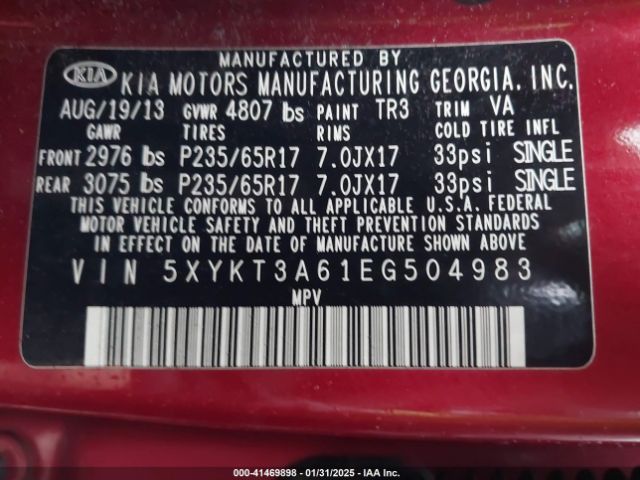 MANUFACTURED BY
KIA KIA MOTORS MANUFACTURING GEORGIA, INC.
AUG/19/13 GVWR 4807 lbs PAINT TR3 TRIM VA
GAWR TIRES RIMS COLD TIRE INFL
FRONT 2976 lbs P235/65R17 7.0JX17 33psi SINGLE
REAR 3075 lbs P235/65R17 7.0JX17 33psi SINGLE
THIS VEHICLE CONFORMS TO ALL APPLICABLE U.S.A. FEDERAL
MOTOR VEHICLE SAFETY AND THEFT PREVENTION STANDARDS
IN EFFECT ON THE DATE OF MANUFACTURE SHOWN ABOVE.
VIN 5XYKT3A61EG504983
MPV
000-41469898 - 01/31/2025 - IAA Inc.